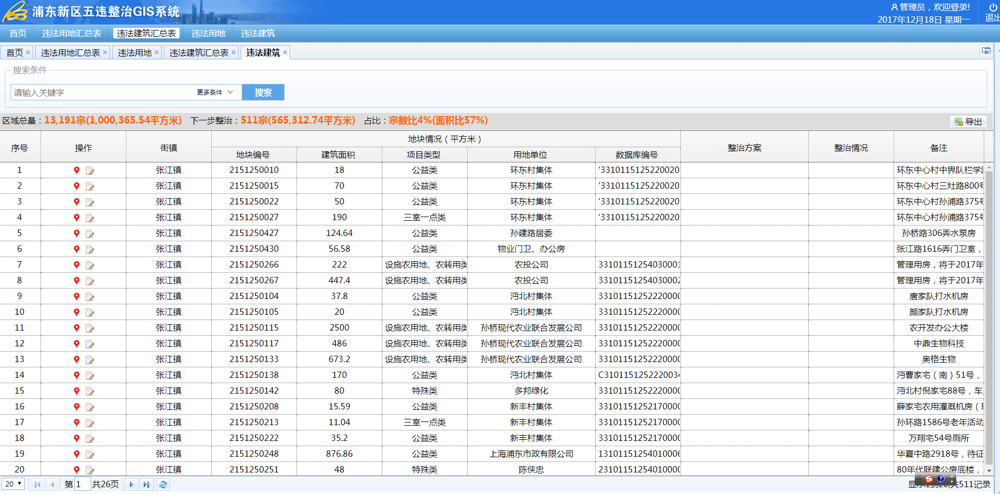 浦东新区五违整治GIS系统
管理员，欢迎登录!
2017年12月18日 星期一
退出
首页 违法用地汇总表 违法建筑汇总表 违法用地 违法建筑
首页 违法用地汇总表 违法用地 违法建筑汇总表 违法建筑
搜索条件
请输入关键字 更多条件 搜索
区域总量：13,191宗(1,000,365.54平方米) 下一步整治：511宗(565,312.74平方米) 占比：宗数比4%(面积比57%) 导出
序号 操作 街镇 地块情况（平方米） 整治方案 整治情况 备注
地块编号 建筑面积 项目类型 用地单位 数据库编号
1 张江镇 2151250010 18 公益类 环东村集体 '3310115125220020 环东中心村中界队栏学
2 张江镇 2151250015 70 公益类 环东村集体 '3310115125220020 环东中心村三灶路800号
3 张江镇 2151250022 50 公益类 环东村集体 '3310115125220020 环东中心村孙浦路375号
4 张江镇 2151250027 190 三室一点类 环东村集体 '3310115125220020 环东中心村孙浦路375号
5 张江镇 2151250427 124.64 公益类 孙建路居委 孙桥路306弄水泵房
6 张江镇 2151250430 56.58 公益类 物业门卫、办公房 张江路1616弄门卫室，
7 张江镇 2151250266 222 设施农用地、农转用类 农投公司 33101151254030001 管理用房，将于2017年
8 张江镇 2151250267 447.4 设施农用地、农转用类 农投公司 33101151254030002 管理用房，将于2017年
9 张江镇 2151250104 37.8 公益类 沔北村集体 3310115125222000 唐家队打水机房
10 张江镇 2151250105 20 公益类 沔北村集体 3310115125222000 颜家队打水机房
11 张江镇 2151250115 2500 设施农用地、农转用类 孙桥现代农业联合发展公司 3310115125222000 农开发办公大楼
12 张江镇 2151250117 486 设施农用地、农转用类 孙桥现代农业联合发展公司 3310115125222000 中鼎生物科技
13 张江镇 2151250133 673.2 设施农用地、农转用类 孙桥现代农业联合发展公司 3310115125222000 奥格生物
14 张江镇 2151250138 170 公益类 沔北村集体 C310115125222003 沔曹家宅（南）51号，
15 张江镇 2151250142 80 特殊类 多邦绿化 3310115125222000 沔北村倪家宅88号，车
16 张江镇 2151250208 15.59 公益类 新丰村集体 3310115125217000 薛家宅农用灌溉机房（
17 张江镇 2151250213 11.04 三室一点类 新丰村集体 3310115125217000 孙环路1586号老年活动
18 张江镇 2151250222 35.2 公益类 新丰村集体 3310115125217000 万翔宅54号厕所
19 张江镇 2151250248 876.86 公益类 上海浦东市政有限公司 1310115125401000 华夏中路2918号，待征
20 张江镇 2151250251 48 特殊类 陈侠忠 2310115125401000 80年代联建公房底楼，
20 第 1 共26页 共511记录